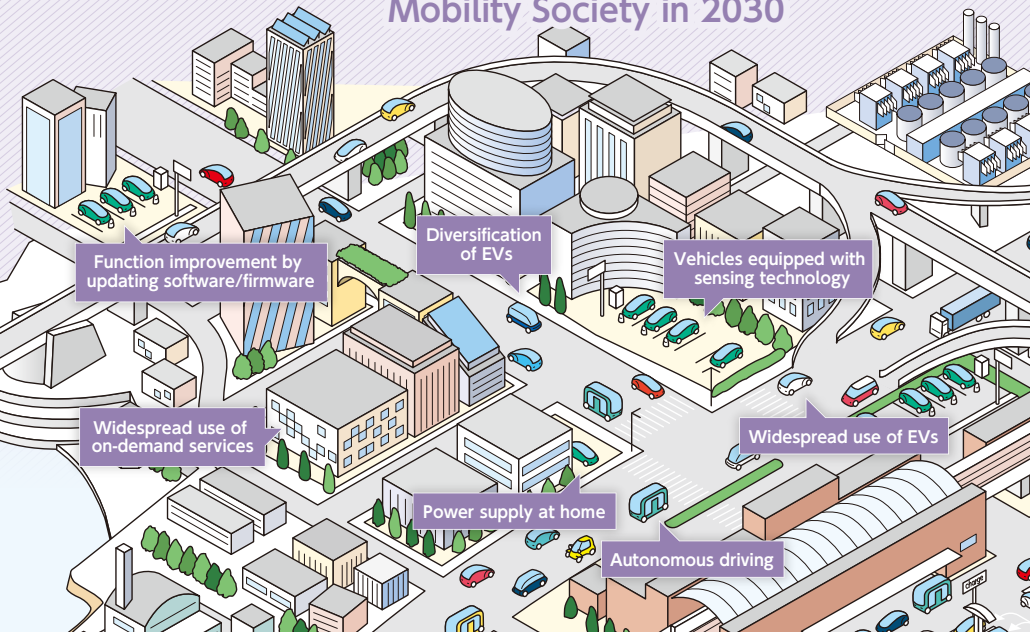 Mobility Society in 2030
Diversification
of EVs
Function improvement by
updating software/firmware
Vehicles equipped with
sensing technology
Widespread use of
on-demand services
Widespread use of EVs
Power supply at home
Autonomous driving
charge